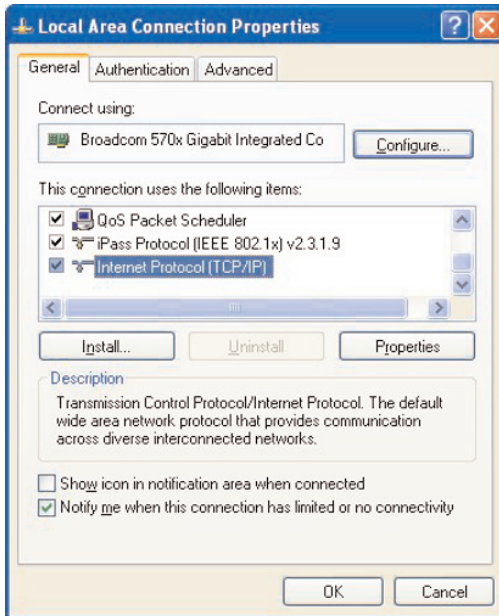 Local Area Connection Properties
General Authentication Advanced
Connect using:
Broadcom 570x Gigabit Integrated Co Configure...
This connection uses the following items:
QoS Packet Scheduler
iPass Protocol (IEEE 802.1x) v2.3.1.9
Internet Protocol (TCP/IP)
Install... Uninstall Properties
Description
Transmission Control Protocol/Internet Protocol. The default
wide area network protocol that provides communication
across diverse interconnected networks.
Show icon in notification area when connected
Notify me when this connection has limited or no connectivity
OK Cancel